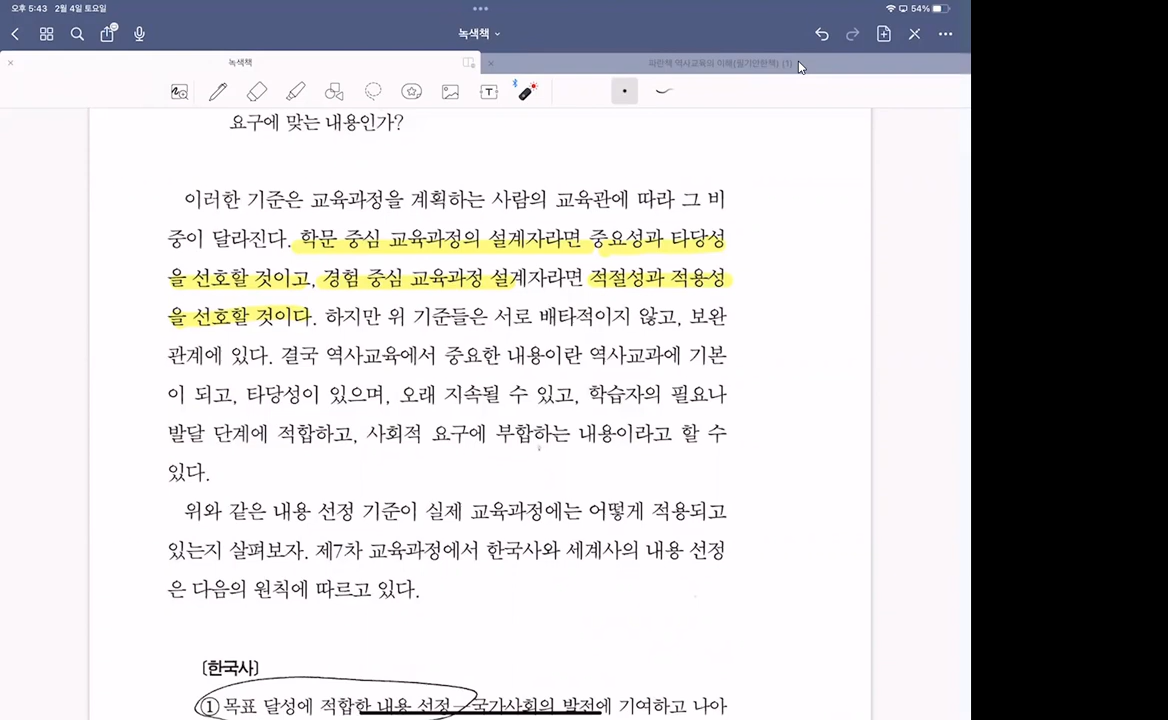 오후 5:43 2월 4일 토요일
54%
녹색책
녹색책
파란책 역사교육의 이해(필기안한책) (1)
요구에 맞는 내용인가?
이러한 기준은 교육과정을 계획하는 사람의 교육관에 따라 그 비
중이 달라진다. 학문 중심 교육과정의 설계자라면 중요성과 타당성
을 선호할 것이고, 경험 중심 교육과정 설계자라면 적절성과 적용성
을 선호할 것이다. 하지만 위 기준들은 서로 배타적이지 않고, 보완
관계에 있다. 결국 역사교육에서 중요한 내용이란 역사교과에 기본
이 되고, 타당성이 있으며, 오래 지속될 수 있고, 학습자의 필요나
발달 단계에 적합하고, 사회적 요구에 부합하는 내용이라고 할 수
있다.
위와 같은 내용 선정 기준이 실제 교육과정에는 어떻게 적용되고
있는지 살펴보자. 제7차 교육과정에서 한국사와 세계사의 내용 선정
은 다음의 원칙에 따르고 있다.
〔한국사〕
① 목표 달성에 적합한 내용 선정—국가사회의 발전에 기여하고 나아